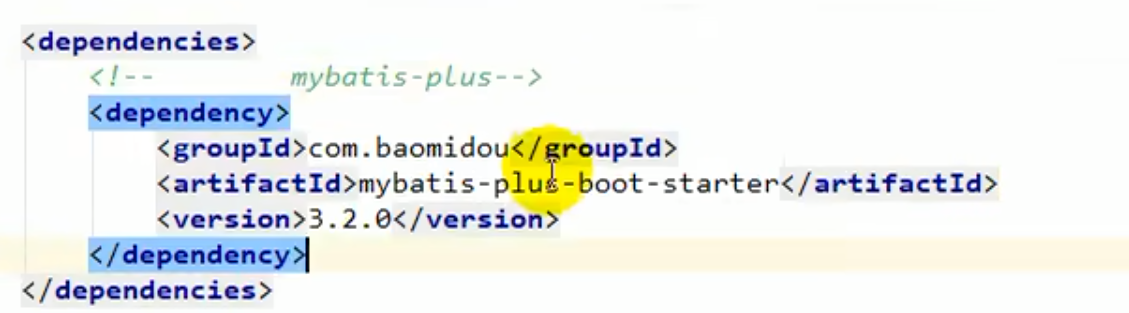 <dependencies>
<!--        mybatis-plus-->
<dependency>
<groupId>com.baomidou</groupId>
<artifactId>mybatis-plus-boot-starter</artifactId>
<version>3.2.0</version>
</dependency>
</dependencies>